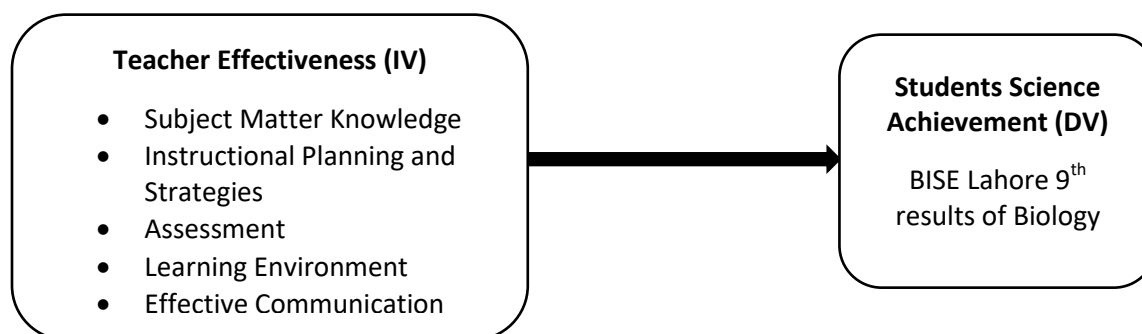 Teacher Effectiveness (IV)
• Subject Matter Knowledge
• Instructional Planning and
Strategies
• Assessment
• Learning Environment
• Effective Communication
Students Science
Achievement (DV)
BISE Lahore 9th
results of Biology